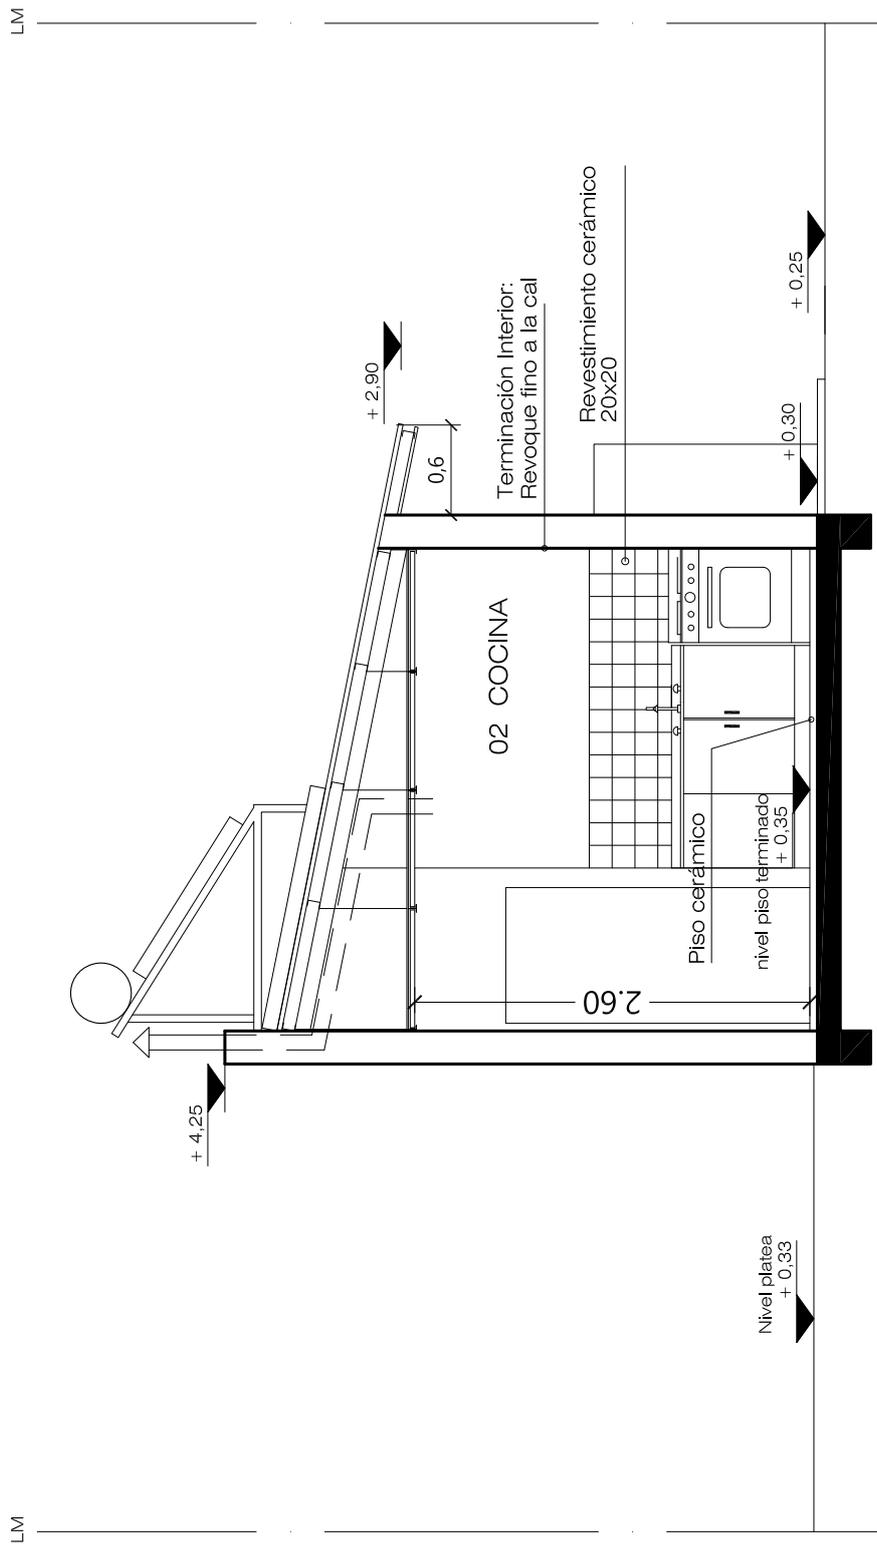 LM
LM
+ 4,25
+ 2,90
0,6
Terminación Interior:
Revoque fino a la cal
Revestimiento cerámico
20x20
02 COCINA
2.60
Piso cerámico
nivel piso terminado
+ 0,35
Nivel platea
+ 0,33
+ 0,30
+ 0,25